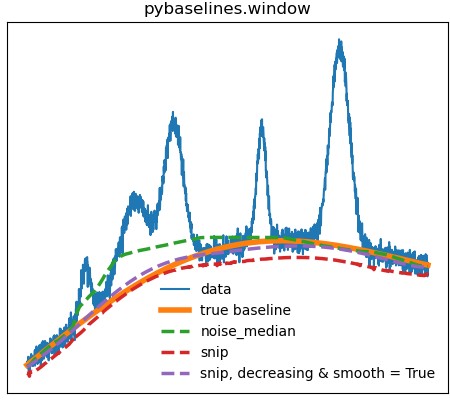 pybaselines.window
data
true baseline
noise_median
snip
snip, decreasing & smooth = True